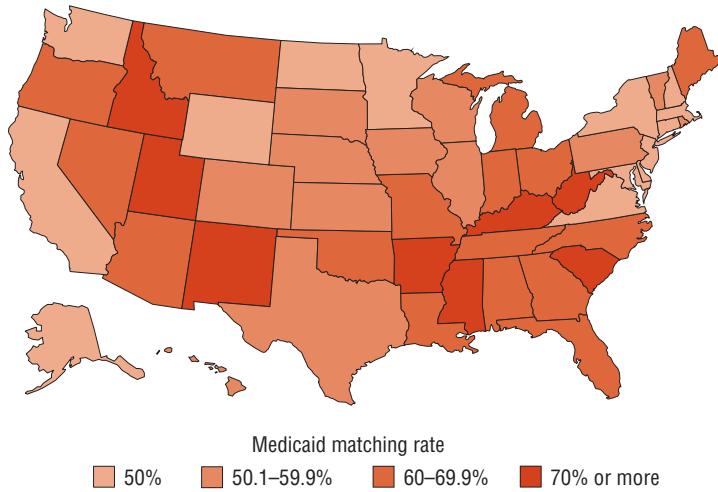 Medicaid matching rate
50% 50.1–59.9% 60–69.9% 70% or more